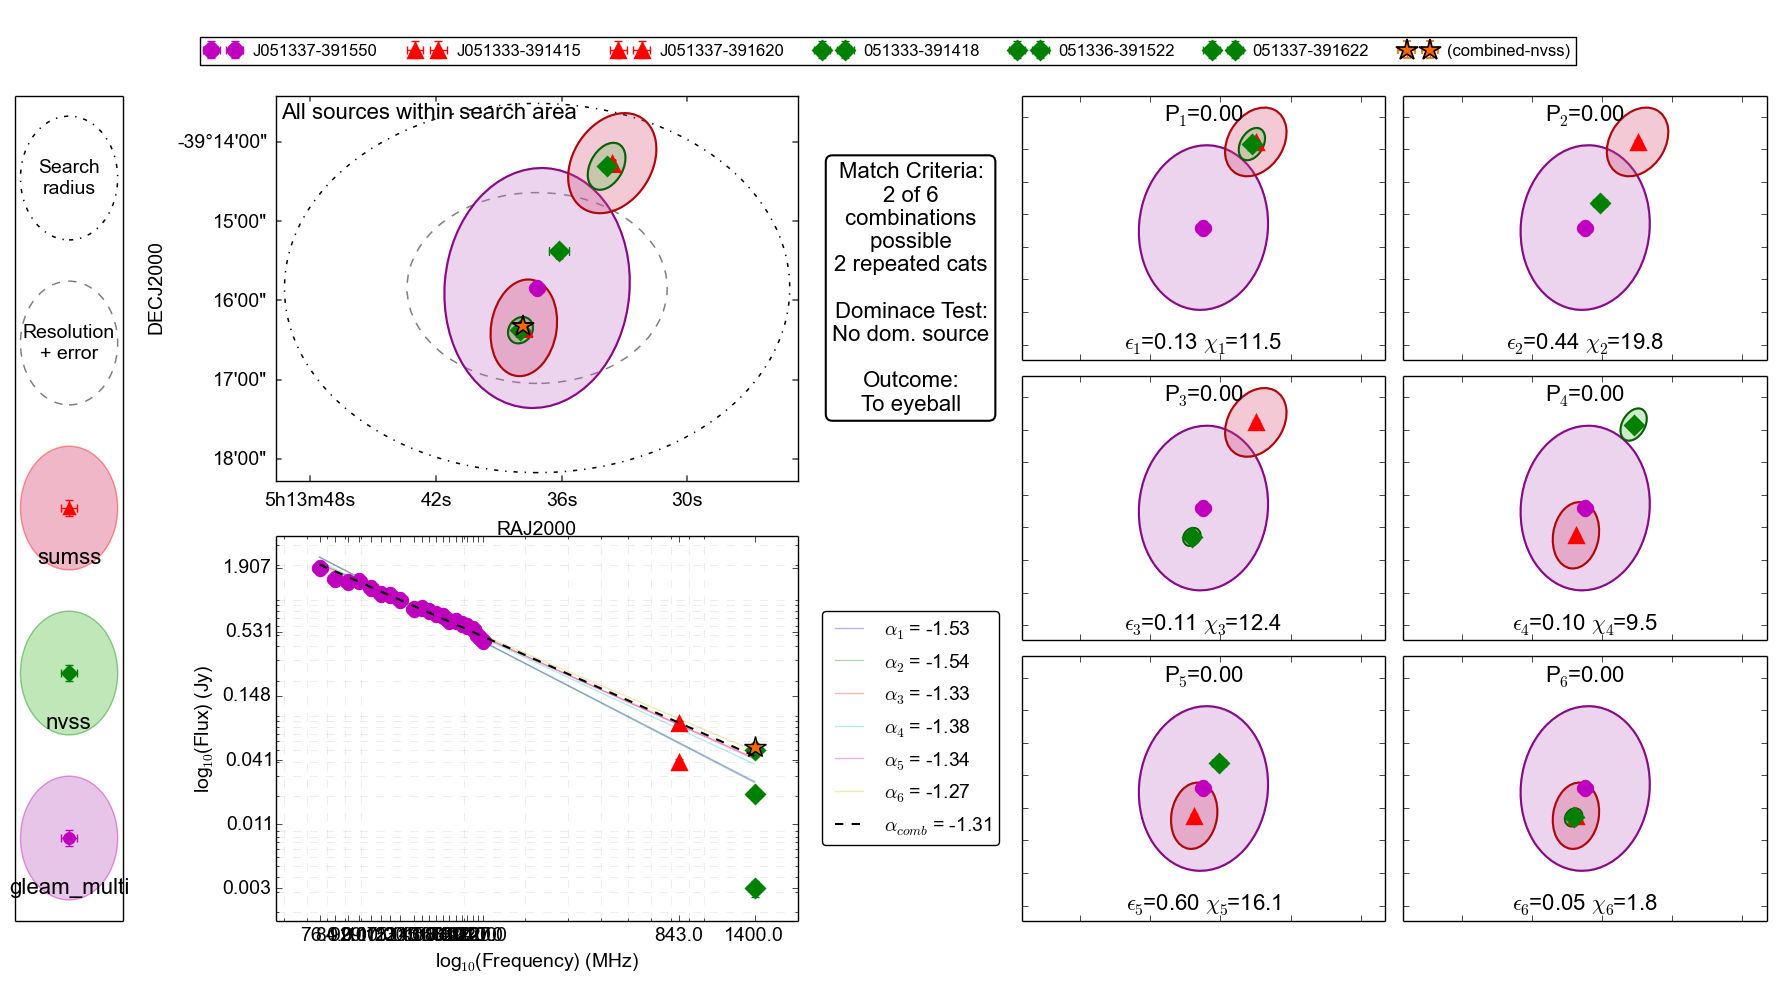 J051337-391550 J051333-391415 J051337-391620 051333-391418 051336-391522 051337-391622 (combined-nvss)
Search
radius
Resolution
+ error
sumss
nvss
gleam_multi
All sources within search area
DECJ2000
-39°14'00"
15'00"
16'00"
17'00"
18'00"
5h13m48s 42s 36s 30s
RAJ2000
Match Criteria:
2 of 6
combinations
possible
2 repeated cats
Dominace Test:
No dom. source
Outcome:
To eyeball
log10(Flux) (Jy)
1.907
0.531
0.148
0.041
0.011
0.003
843.0 1400.0
log10(Frequency) (MHz)
α1 = -1.53
α2 = -1.54
α3 = -1.33
α4 = -1.38
α5 = -1.34
α6 = -1.27
αcomb = -1.31
P1=0.00
ϵ1=0.13 χ1=11.5
P2=0.00
ϵ2=0.44 χ2=19.8
P3=0.00
ϵ3=0.11 χ3=12.4
P4=0.00
ϵ4=0.10 χ4=9.5
P5=0.00
ϵ5=0.60 χ5=16.1
P6=0.00
ϵ6=0.05 χ6=1.8